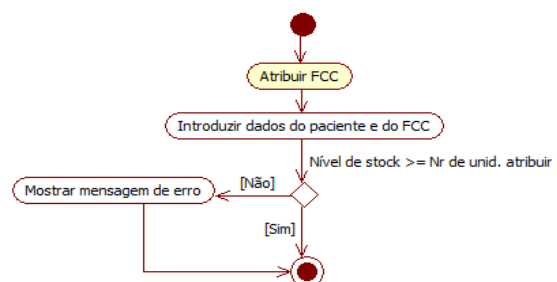 Atribuir FCC
Introduzir dados do paciente e do FCC
Nível de stock >= Nr de unid. atribuir
[Não]
Mostrar mensagem de erro
[Sim]